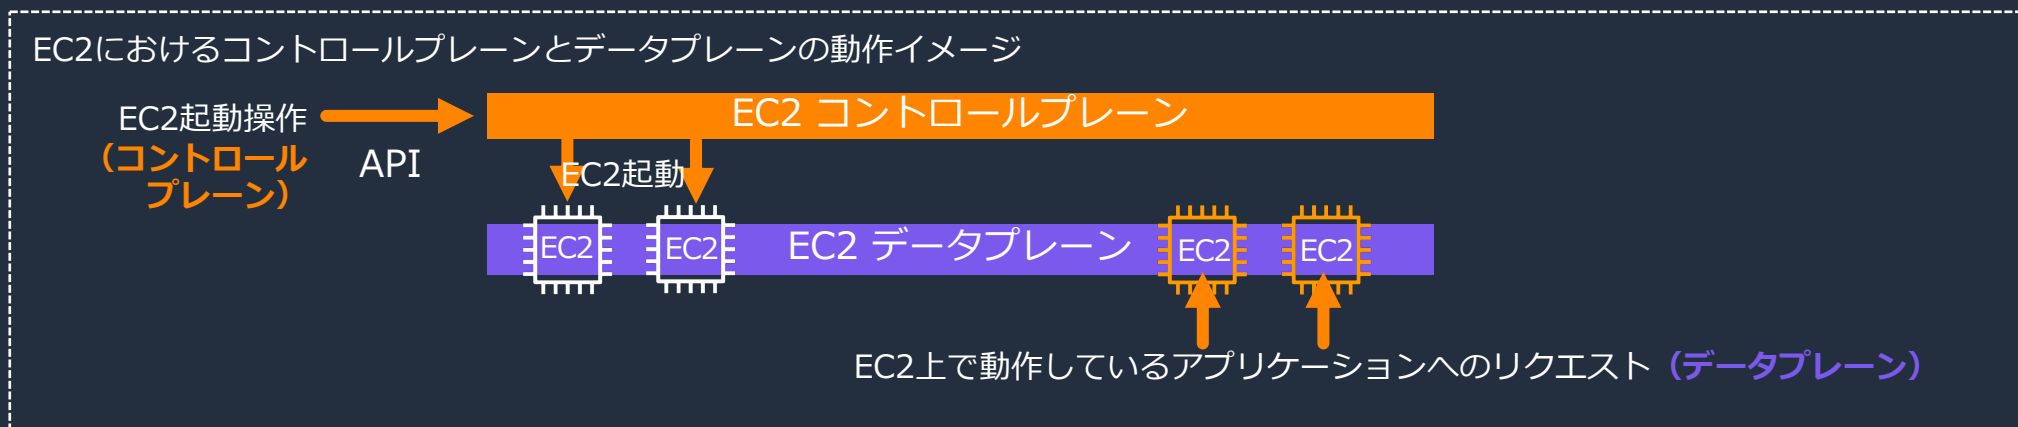 EC2におけるコントロールプレーンとデータプレーンの動作イメージ
EC2起動操作
（コントロール
プレーン）
API
EC2 コントロールプレーン
EC2起動
EC2
EC2
EC2 データプレーン
EC2
EC2
EC2上で動作しているアプリケーションへのリクエスト（データプレーン）